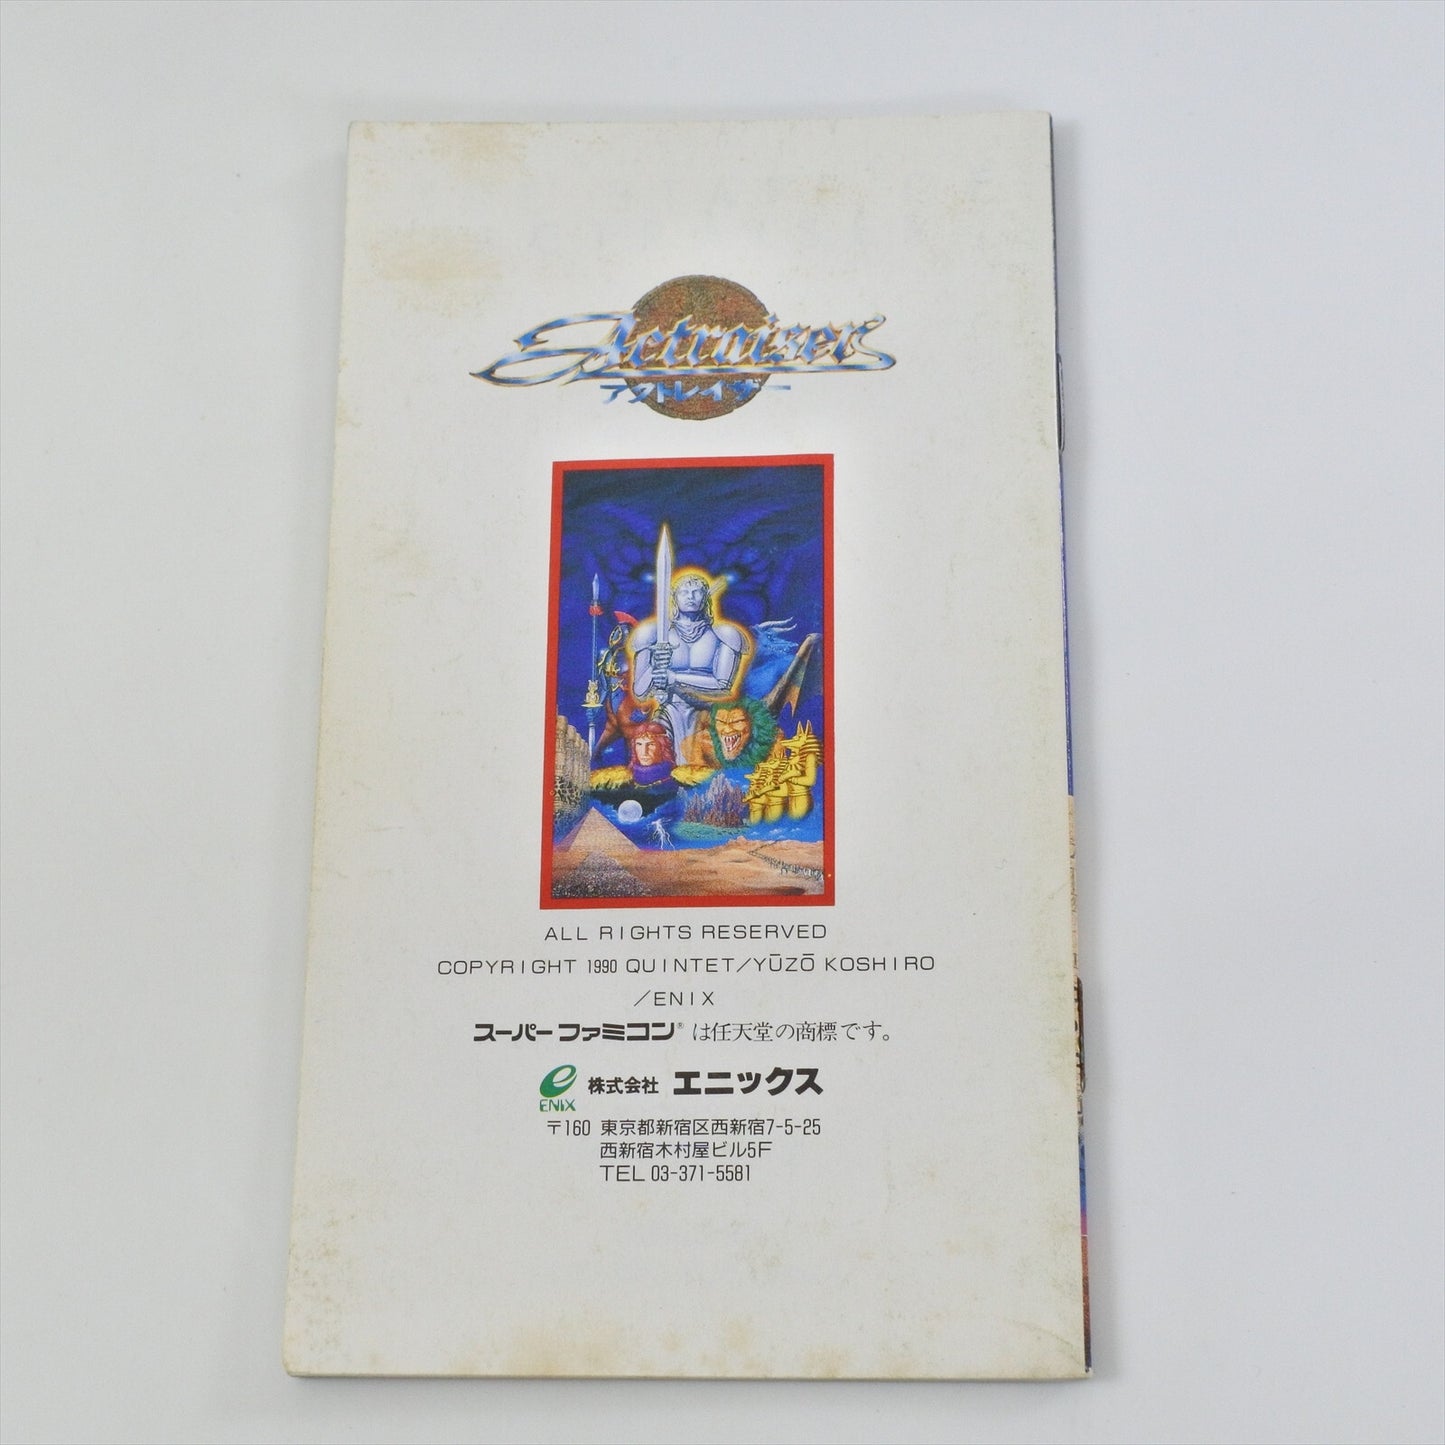 Actraiser
アクトレイザー
ALL RIGHTS RESERVED
COPYRIGHT 1990 QUINTET/YŪZŌ KOSHIRO
/ENIX
スーパーファミコン® は任天堂の商標です。
ENIX 株式会社 エニックス
〒160 東京都新宿区西新宿7-5-25
西新宿木村屋ビル5F
TEL 03-371-5581